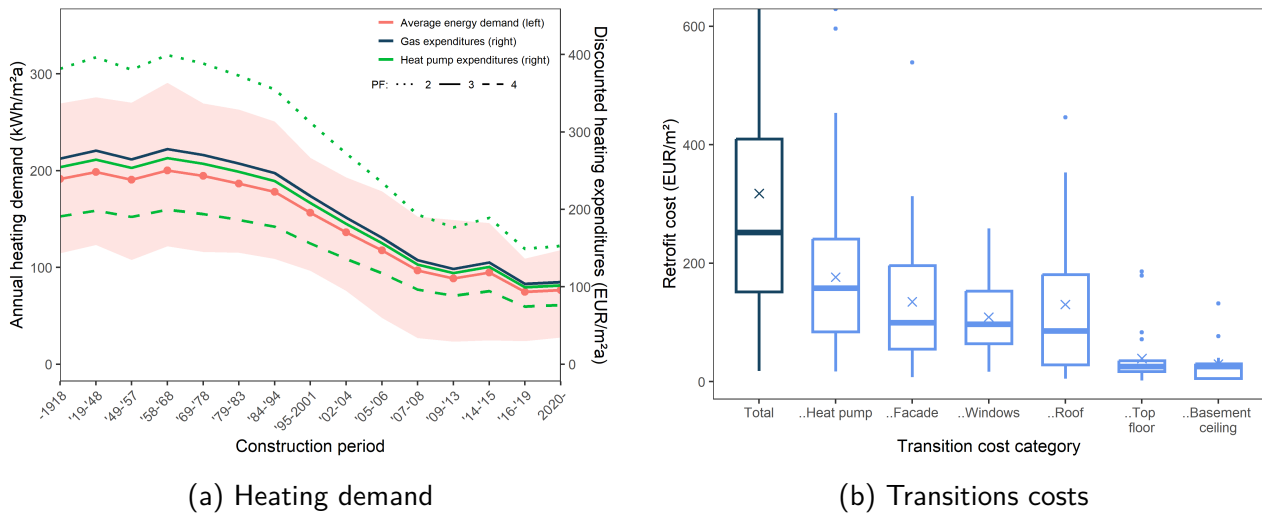 Average energy demand (left)
Gas expenditures (right)
Heat pump expenditures (right)
PF: 2 3 4
Annual heating demand (kWh/m²a)
300
200
100
0
Discounted heating expenditures (EUR/m²a)
400
300
200
100
0
-1918
'19-48
'49-57
'58-'68
'69-78
'79-83
'84-94
'95-2001
'02-04
'05-06
'07-08
'09-13
'14-'15
'16-'19
2020-
Construction period
(a) Heating demand
Retrofit cost (EUR/m²)
600
400
200
0
Total
..Heat pump
..Facade
..Windows
..Roof
..Top
floor
..Basement
ceiling
Transition cost category
(b) Transitions costs